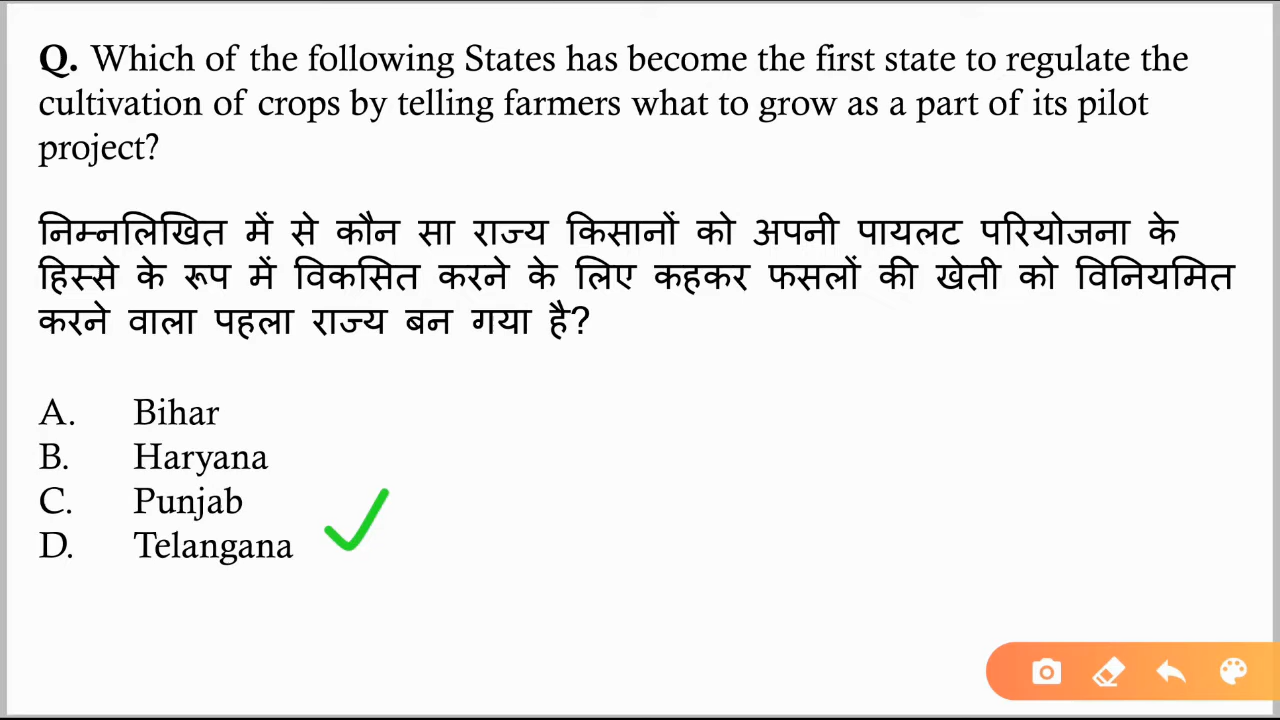 Q. Which of the following States has become the first state to regulate the
cultivation of crops by telling farmers what to grow as a part of its pilot
project?
निम्नलिखित में से कौन सा राज्य किसानों को अपनी पायलट परियोजना के
हिस्से के रूप में विकसित करने के लिए कहकर फसलों की खेती को विनियमित
करने वाला पहला राज्य बन गया है?
A. Bihar
B. Haryana
C. Punjab
D. Telangana